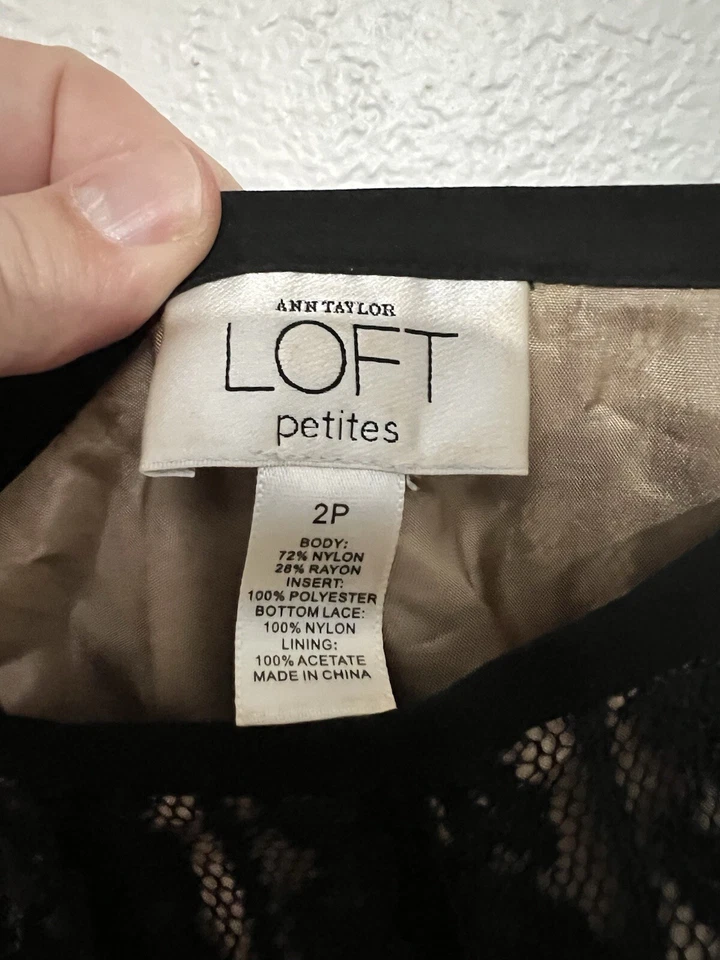 ANN TAYLOR
LOFT
petites
2P
BODY:
72% NYLON
28% RAYON
INSERT:
100% POLYESTER
BOTTOM LACE:
100% NYLON
LINING:
100% ACETATE
MADE IN CHINA